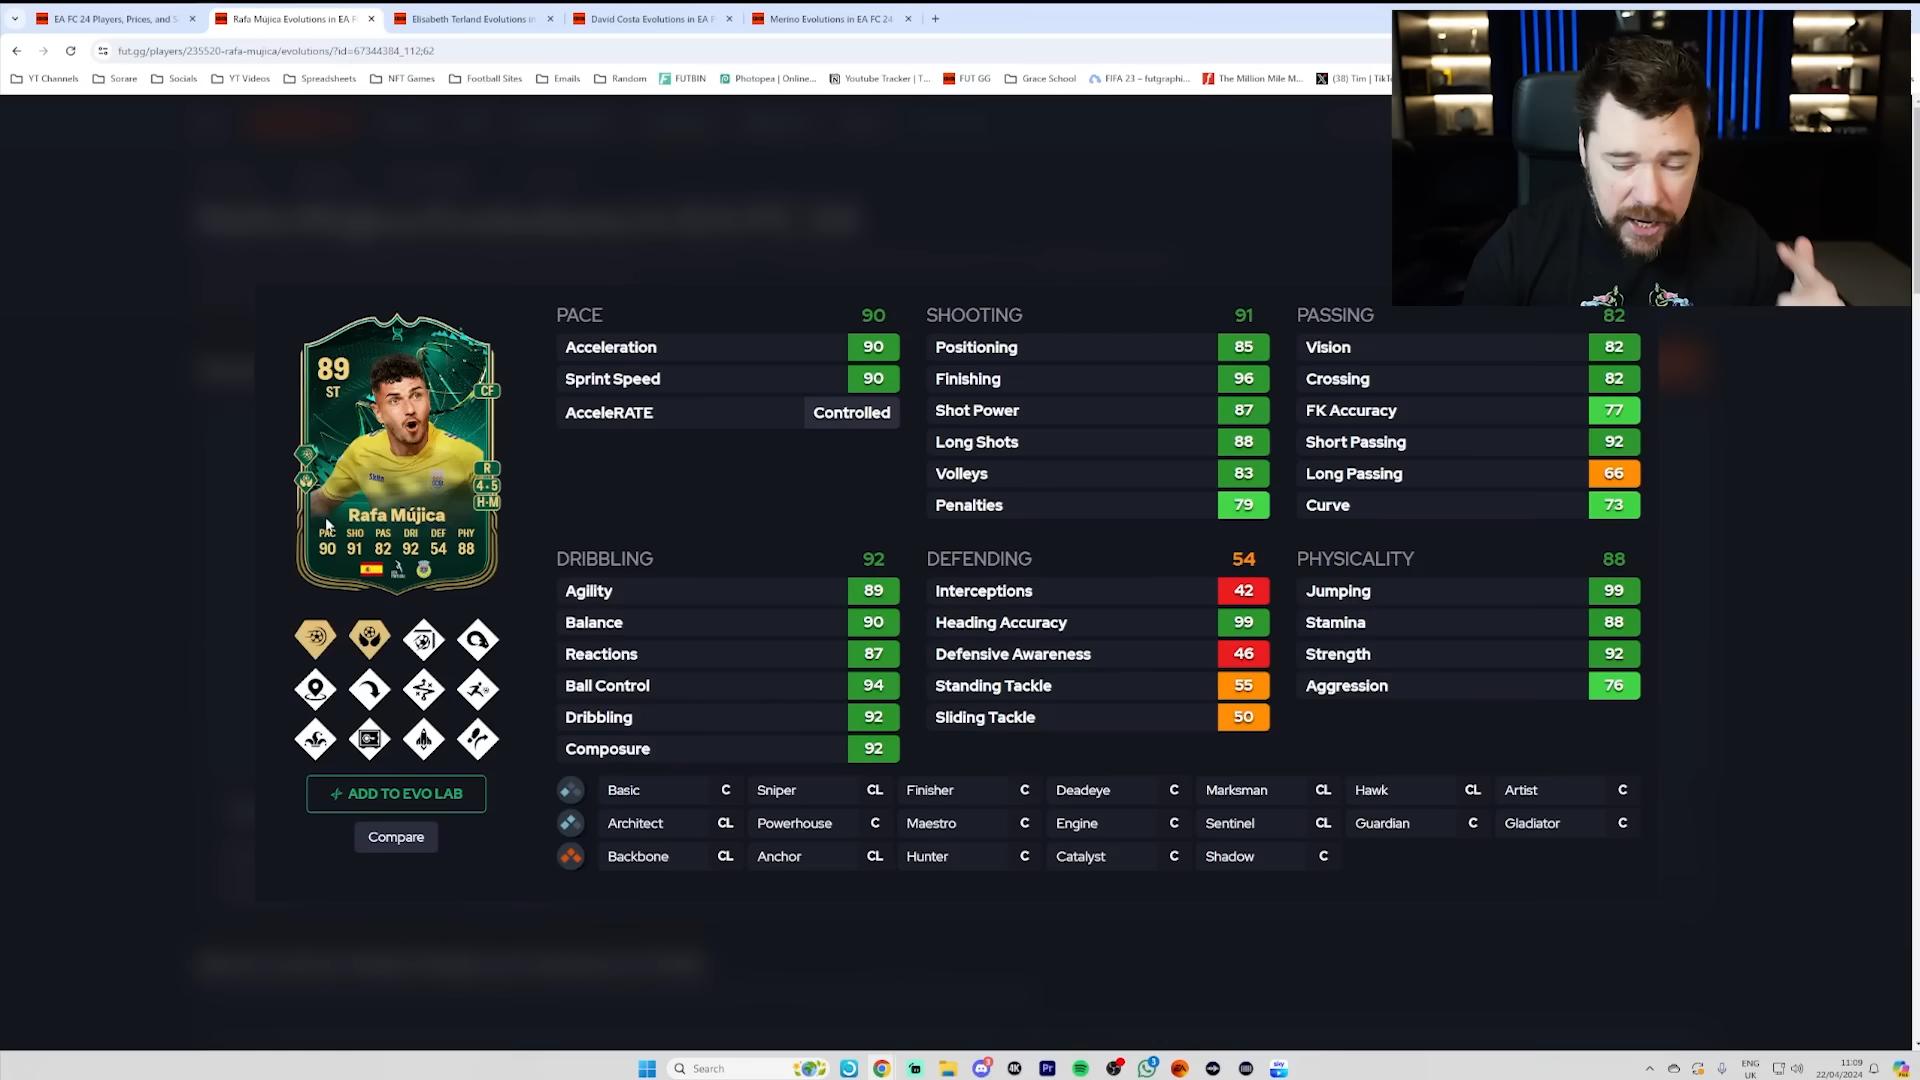 EA FC 24 Players, Prices, and S
Rafa Mújica Evolutions in EA F
Elisabeth Terland Evolutions in
David Costa Evolutions in EA F
Merino Evolutions in EA FC 24
fut.gg/players/235520-rafa-mujica/evolutions/?id=67344384_112;62
YT Channels
Sorare
Socials
YT Videos
Spreadsheets
NFT Games
Football Sites
Emails
Random
FUTBIN
Photopea | Online...
Youtube Tracker | T...
FUT GG
Grace School
FIFA 23 – futgraphi...
The Million Mile M...
(38) Tim | TikT
89
ST
CF
R
4 • 5
H•M
Rafa Mújica
PAC SHO PAS DRI DEF PHY
90 91 82 92 54 88
ADD TO EVO LAB
Compare
PACE 90
Acceleration 90
Sprint Speed 90
AcceleRATE Controlled
SHOOTING 91
Positioning 85
Finishing 96
Shot Power 87
Long Shots 88
Volleys 83
Penalties 79
PASSING 82
Vision 82
Crossing 82
FK Accuracy 77
Short Passing 92
Long Passing 66
Curve 73
DRIBBLING 92
Agility 89
Balance 90
Reactions 87
Ball Control 94
Dribbling 92
Composure 92
DEFENDING 54
Interceptions 42
Heading Accuracy 99
Defensive Awareness 46
Standing Tackle 55
Sliding Tackle 50
PHYSICALITY 88
Jumping 99
Stamina 88
Strength 92
Aggression 76
Basic C Sniper CL Finisher C Deadeye C Marksman CL Hawk CL Artist C
Architect CL Powerhouse C Maestro C Engine C Sentinel CL Guardian C Gladiator C
Backbone CL Anchor CL Hunter C Catalyst C Shadow C
Search
ENG
UK
11:09
22/04/2024